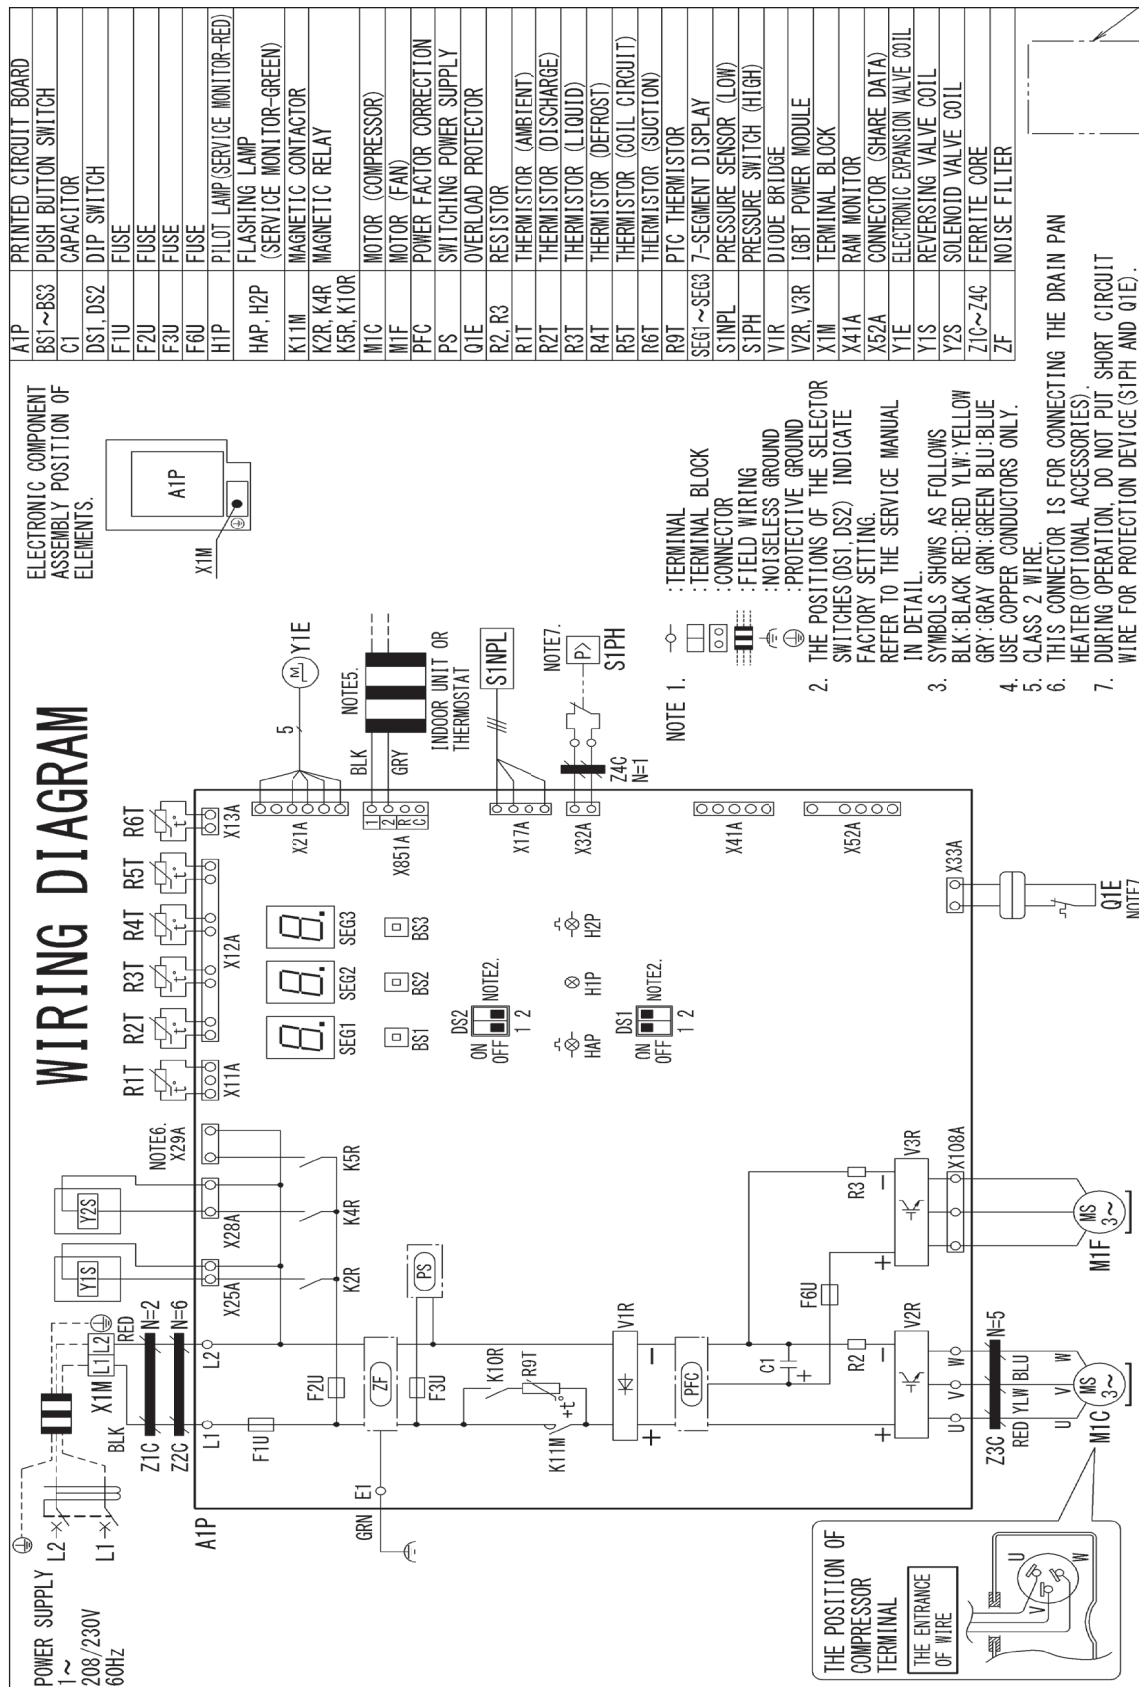 WIRING DIAGRAM
POWER SUPPLY
1~
208/230V
60Hz
L2
L1
X1M
L1
L2
BLK
RED
Z1C
N=2
Z2C
N=6
L1
L2
A1P
F1U
GRN
E1
F2U
ZF
F3U
PS
K10R
R9T
+t°
K11M
V1R
+
−
PFC
C1
+
R2
R3
F6U
V2R
+
−
V3R
+
−
X108A
U
V
W
Z3C
N=5
RED
YLW
BLU
U
V
W
MS
3~
M1C
MS
3~
M1F
Y1S
Y2S
X25A
X28A
NOTE6.
X29A
K2R
K4R
K5R
R1T
R2T
R3T
R4T
R5T
R6T
t°
t°
t°
t°
t°
t°
X11A
X12A
X13A
SEG1
SEG2
SEG3
BS1
BS2
BS3
DS2
ON
OFF
1 2
NOTE2.
HAP
H1P
H2P
DS1
ON
OFF
1 2
NOTE2.
X21A
5
M
Y1E
X851A
1
2
R
C
BLK
GRY
NOTE5.
INDOOR UNIT OR
THERMOSTAT
X17A
S1NPL
X32A
Z4C
N=1
NOTE7.
P>
S1PH
X41A
X52A
X33A
Q1E
NOTE7
THE POSITION OF
COMPRESSOR
TERMINAL
THE ENTRANCE
OF WIRE
U
V
W
ELECTRONIC COMPONENT
ASSEMBLY POSITION OF
ELEMENTS.
A1P
X1M
NOTE 1.
:TERMINAL
:TERMINAL BLOCK
:CONNECTOR
:FIELD WIRING
:NOISELESS GROUND
:PROTECTIVE GROUND
2. THE POSITIONS OF THE SELECTOR
SWITCHES(DS1,DS2) INDICATE
FACTORY SETTING.
REFER TO THE SERVICE MANUAL
IN DETAIL.
3. SYMBOLS SHOWS AS FOLLOWS
BLK:BLACK RED:RED YLW:YELLOW
GRY:GRAY GRN:GREEN BLU:BLUE
4. USE COPPER CONDUCTORS ONLY.
5. CLASS 2 WIRE.
6. THIS CONNECTOR IS FOR CONNECTING THE DRAIN PAN
HEATER(OPTIONAL ACCESSORIES).
7. DURING OPERATION, DO NOT PUT SHORT CIRCUIT
WIRE FOR PROTECTION DEVICE(S1PH AND Q1E).
A1P PRINTED CIRCUIT BOARD
BS1~BS3 PUSH BUTTON SWITCH
C1 CAPACITOR
DS1, DS2 DIP SWITCH
F1U FUSE
F2U FUSE
F3U FUSE
F6U FUSE
H1P PILOT LAMP(SERVICE MONITOR-RED)
HAP, H2P FLASHING LAMP
(SERVICE MONITOR-GREEN)
K11M MAGNETIC CONTACTOR
K2R, K4R MAGNETIC RELAY
K5R, K10R
M1C MOTOR (COMPRESSOR)
M1F MOTOR (FAN)
PFC POWER FACTOR CORRECTION
PS SWITCHING POWER SUPPLY
Q1E OVERLOAD PROTECTOR
R2, R3 RESISTOR
R1T THERMISTOR (AMBIENT)
R2T THERMISTOR (DISCHARGE)
R3T THERMISTOR (LIQUID)
R4T THERMISTOR (DEFROST)
R5T THERMISTOR (COIL CIRCUIT)
R6T THERMISTOR (SUCTION)
R9T PTC THERMISTOR
SEG1~SEG3 7-SEGMENT DISPLAY
S1NPL PRESSURE SENSOR (LOW)
S1PH PRESSURE SWITCH (HIGH)
V1R DIODE BRIDGE
V2R, V3R IGBT POWER MODULE
X1M TERMINAL BLOCK
X41A RAM MONITOR
X52A CONNECTOR (SHARE DATA)
Y1E ELECTRONIC EXPANSION VALVE COIL
Y1S REVERSING VALVE COIL
Y2S SOLENOID VALVE COIL
Z1C~Z4C FERRITE CORE
ZF NOISE FILTER